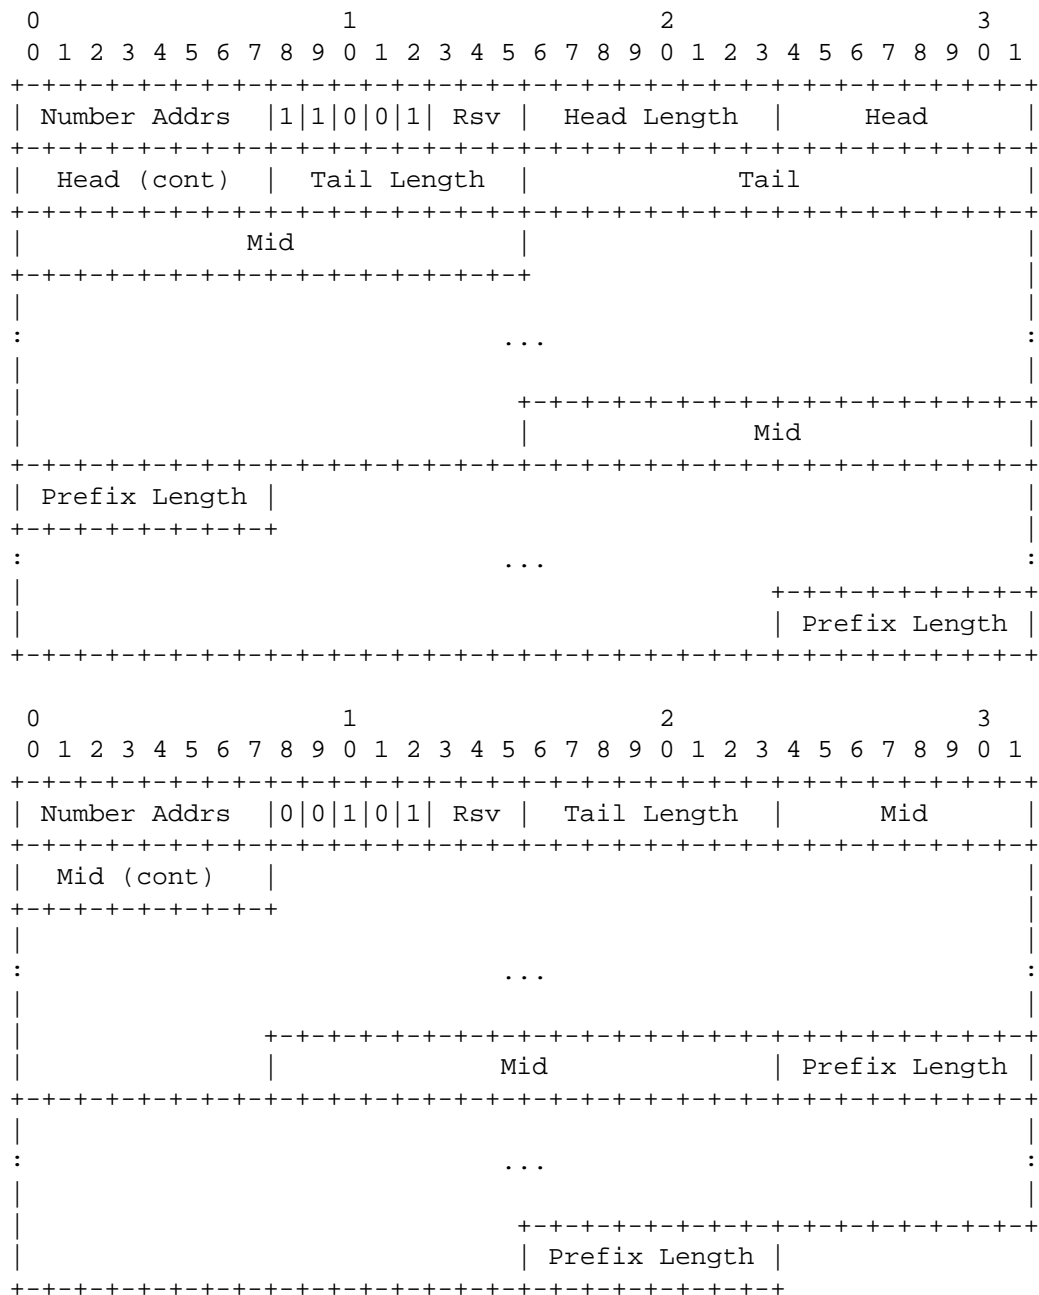 0                   1                   2                   3
 0 1 2 3 4 5 6 7 8 9 0 1 2 3 4 5 6 7 8 9 0 1 2 3 4 5 6 7 8 9 0 1
+-+-+-+-+-+-+-+-+-+-+-+-+-+-+-+-+-+-+-+-+-+-+-+-+-+-+-+-+-+-+-+-+
| Number Addrs  |1|1|0|0|1| Rsv |  Head Length  |     Head      |
+-+-+-+-+-+-+-+-+-+-+-+-+-+-+-+-+-+-+-+-+-+-+-+-+-+-+-+-+-+-+-+-+
|  Head (cont)  |  Tail Length  |             Tail              |
+-+-+-+-+-+-+-+-+-+-+-+-+-+-+-+-+-+-+-+-+-+-+-+-+-+-+-+-+-+-+-+-+
|              Mid              |                               |
+-+-+-+-+-+-+-+-+-+-+-+-+-+-+-+-+                               |
|                                                               |
:                              ...                              :
|                                                               |
|                               +-+-+-+-+-+-+-+-+-+-+-+-+-+-+-+-+
|                               |              Mid              |
+-+-+-+-+-+-+-+-+-+-+-+-+-+-+-+-+-+-+-+-+-+-+-+-+-+-+-+-+-+-+-+-+
| Prefix Length |                                               |
+-+-+-+-+-+-+-+-+                                               |
:                              ...                              :
|                                               +-+-+-+-+-+-+-+-+
|                                               | Prefix Length |
+-+-+-+-+-+-+-+-+-+-+-+-+-+-+-+-+-+-+-+-+-+-+-+-+-+-+-+-+-+-+-+-+

 0                   1                   2                   3
 0 1 2 3 4 5 6 7 8 9 0 1 2 3 4 5 6 7 8 9 0 1 2 3 4 5 6 7 8 9 0 1
+-+-+-+-+-+-+-+-+-+-+-+-+-+-+-+-+-+-+-+-+-+-+-+-+-+-+-+-+-+-+-+-+
| Number Addrs  |0|0|1|0|1| Rsv |  Tail Length  |      Mid      |
+-+-+-+-+-+-+-+-+-+-+-+-+-+-+-+-+-+-+-+-+-+-+-+-+-+-+-+-+-+-+-+-+
|  Mid (cont)   |                                               |
+-+-+-+-+-+-+-+-+                                               |
|                                                               |
:                              ...                              :
|                                                               |
|               +-+-+-+-+-+-+-+-+-+-+-+-+-+-+-+-+-+-+-+-+-+-+-+-+
|               |              Mid              | Prefix Length |
+-+-+-+-+-+-+-+-+-+-+-+-+-+-+-+-+-+-+-+-+-+-+-+-+-+-+-+-+-+-+-+-+
|                                                               |
:                              ...                              :
|                                                               |
|                               +-+-+-+-+-+-+-+-+-+-+-+-+-+-+-+-+
|                               | Prefix Length |
+-+-+-+-+-+-+-+-+-+-+-+-+-+-+-+-+-+-+-+-+-+-+-+-+